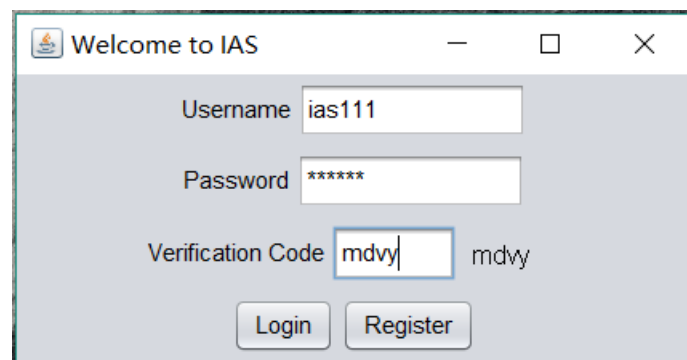 Welcome to IAS
Username ias111
Password ******
Verification Code mdvy mdvy
Login Register